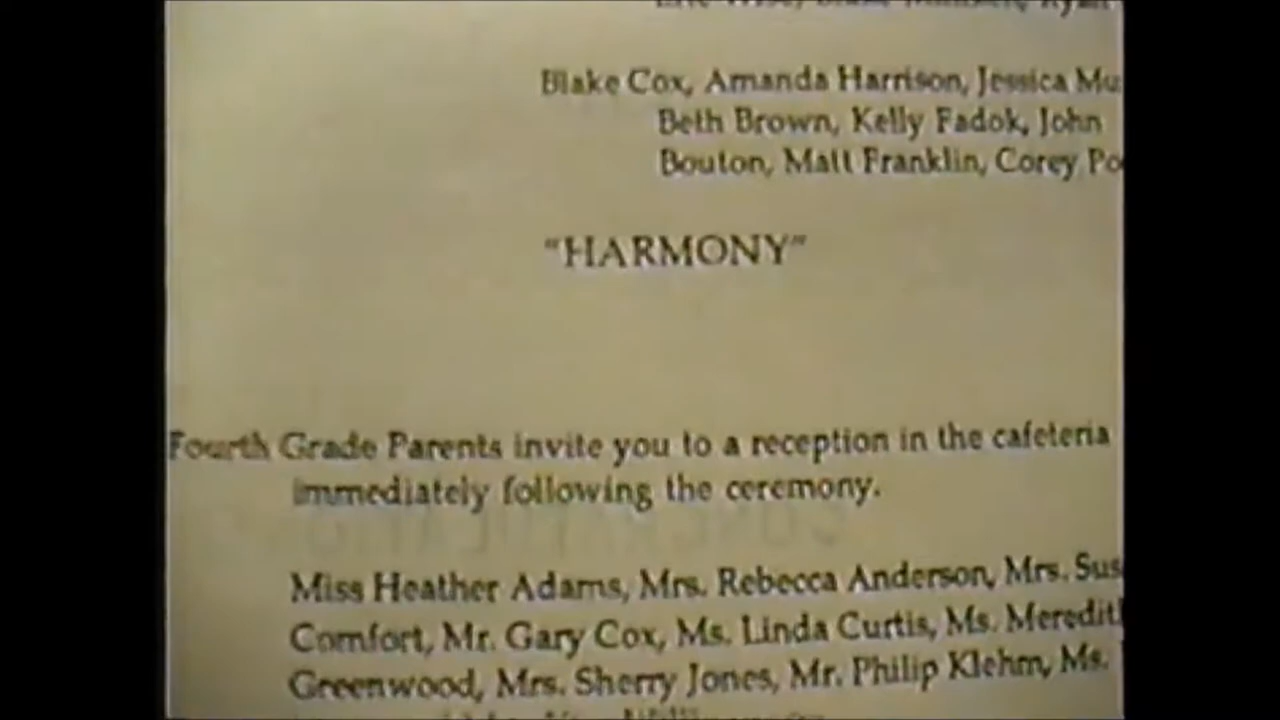 Blake Cox, Amanda Harrison, Jessica
Beth Brown, Kelly Fadok, John
Bouton, Matt Franklin, Corey
"HARMONY"
Fourth Grade Parents invite you to a reception in the cafeteria
immediately following the ceremony.
Miss Heather Adams, Mrs. Rebecca Anderson, Mrs.
Comfort, Mr. Gary Cox, Ms. Linda Curtis, Ms. Meredith
Greenwood, Mrs. Sherry Jones, Mr. Philip Klehm, Ms.